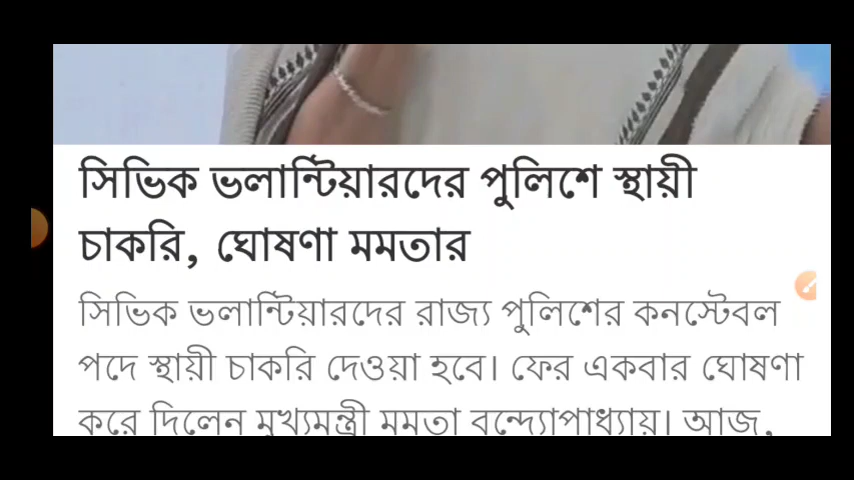 সিভিক ভলান্টিয়ারদের পুলিশে স্থায়ী
চাকরি, ঘোষণা মমতার
সিভিক ভলান্টিয়ারদের রাজ্য পুলিশের কনস্টেবল
পদে স্থায়ী চাকরি দেওয়া হবে। ফের একবার ঘোষণা
করে দিলেন মুখ্যমন্ত্রী মমতা বন্দ্যোপাধ্যায়। আজ,